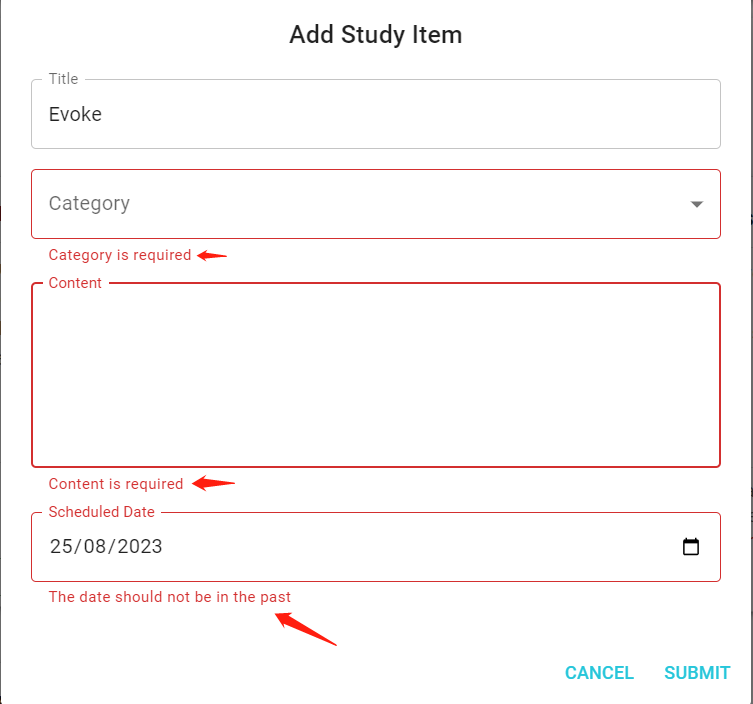 Add Study Item
Title
Evoke
Category
Category is required
Content
Content is required
Scheduled Date
25/08/2023
The date should not be in the past
CANCEL SUBMIT